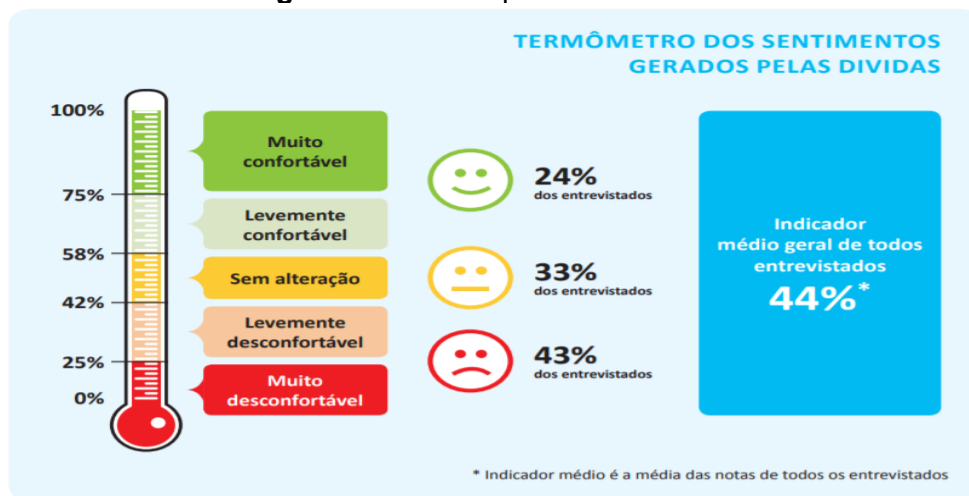 TERMÔMETRO DOS SENTIMENTOS
GERADOS PELAS DIVIDAS
100%
75%
58%
42%
25%
0%
Muito
confortável
Levemente
confortável
Sem alteração
Levemente
desconfortável
Muito
desconfortável
24%
dos entrevistados
33%
dos entrevistados
43%
dos entrevistados
Indicador
médio geral de todos
entrevistados
44%*
* Indicador médio é a média das notas de todos os entrevistados